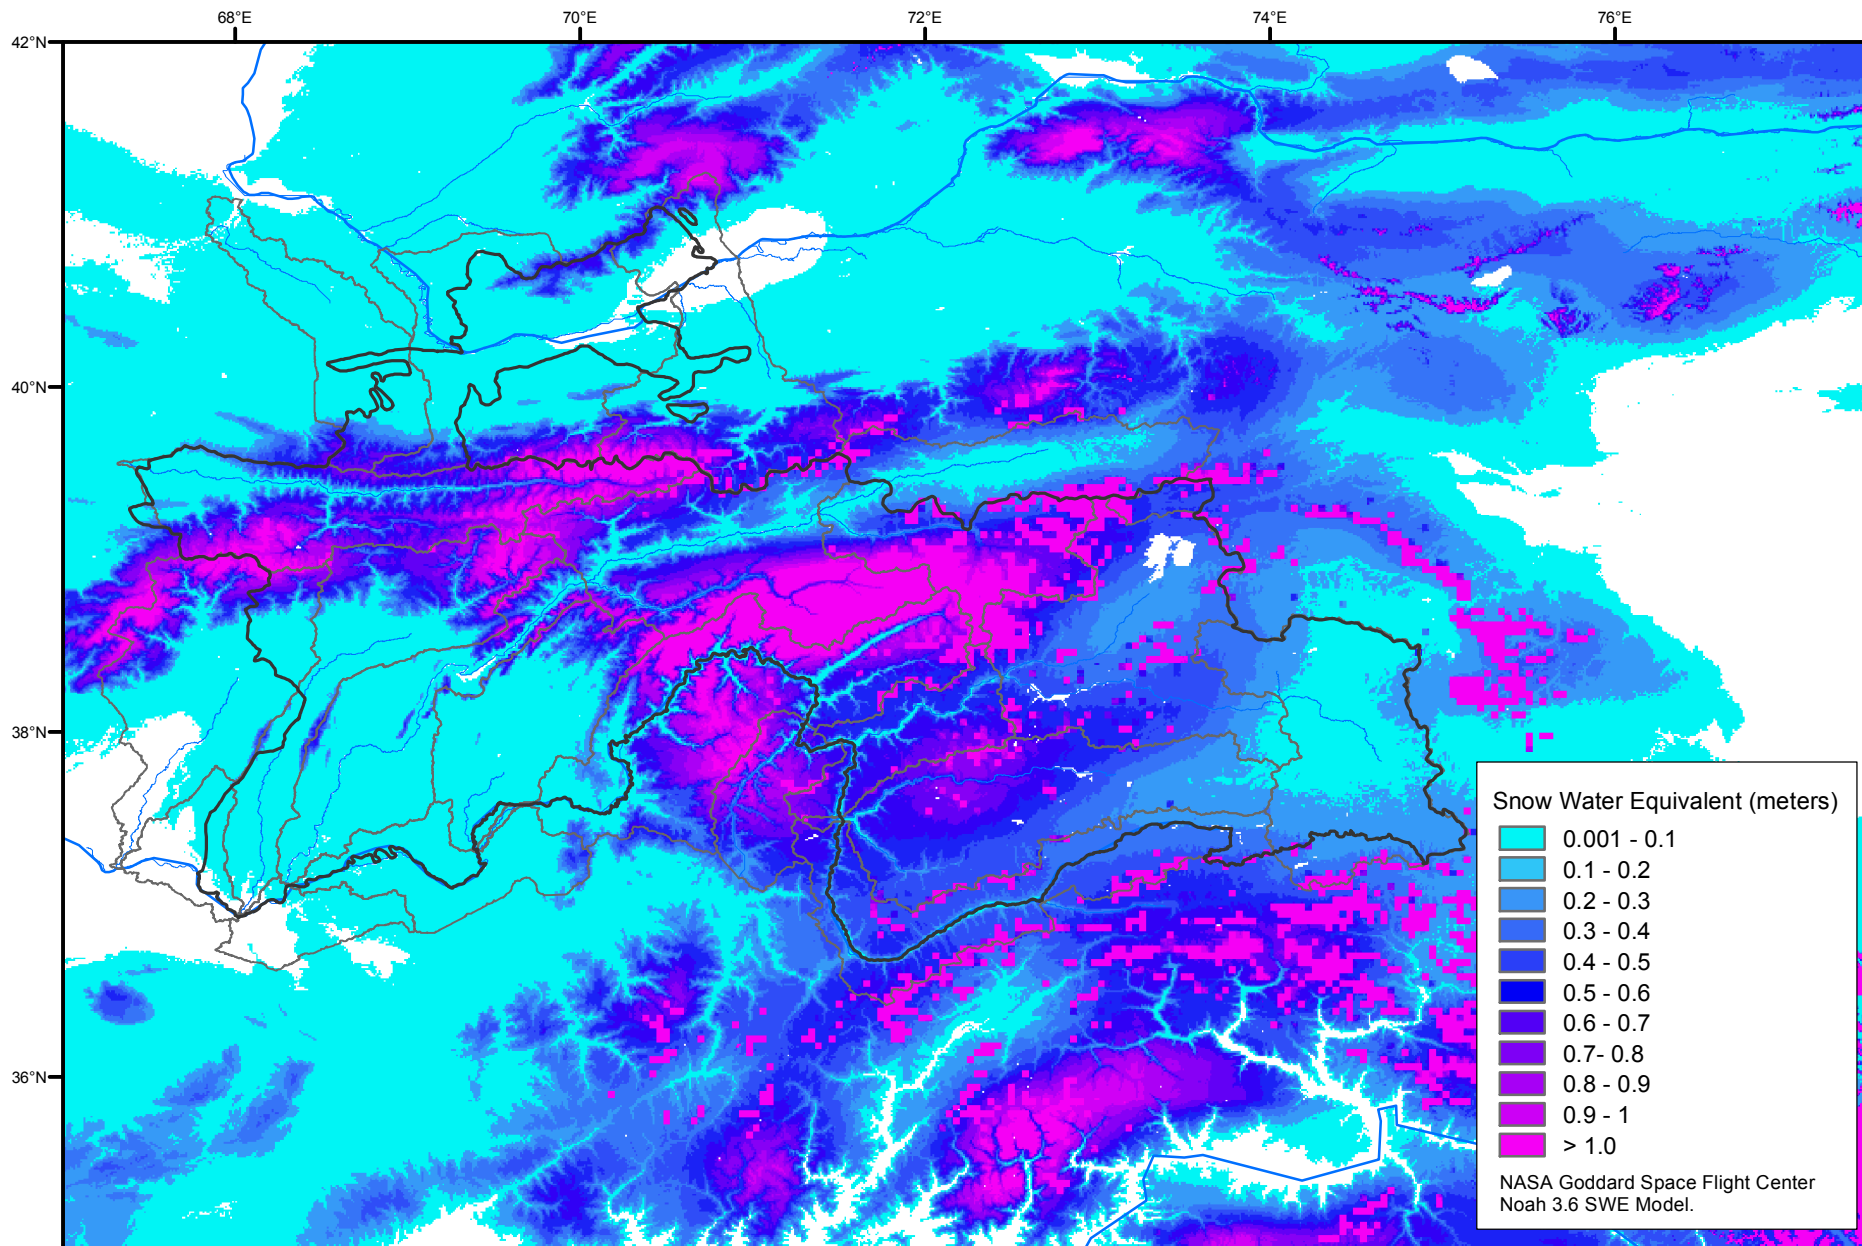 68°E 70°E 72°E 74°E 76°E
42°N
40°N
38°N
36°N
Snow Water Equivalent (meters)
0.001 - 0.1
0.1 - 0.2
0.2 - 0.3
0.3 - 0.4
0.4 - 0.5
0.5 - 0.6
0.6 - 0.7
0.7- 0.8
0.8 - 0.9
0.9 - 1
> 1.0
NASA Goddard Space Flight Center
Noah 3.6 SWE Model.